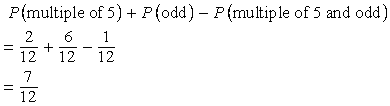 P(multiple of 5) + P(odd) − P(multiple of 5 and odd)
= 2/12 + 6/12 − 1/12
= 7/12